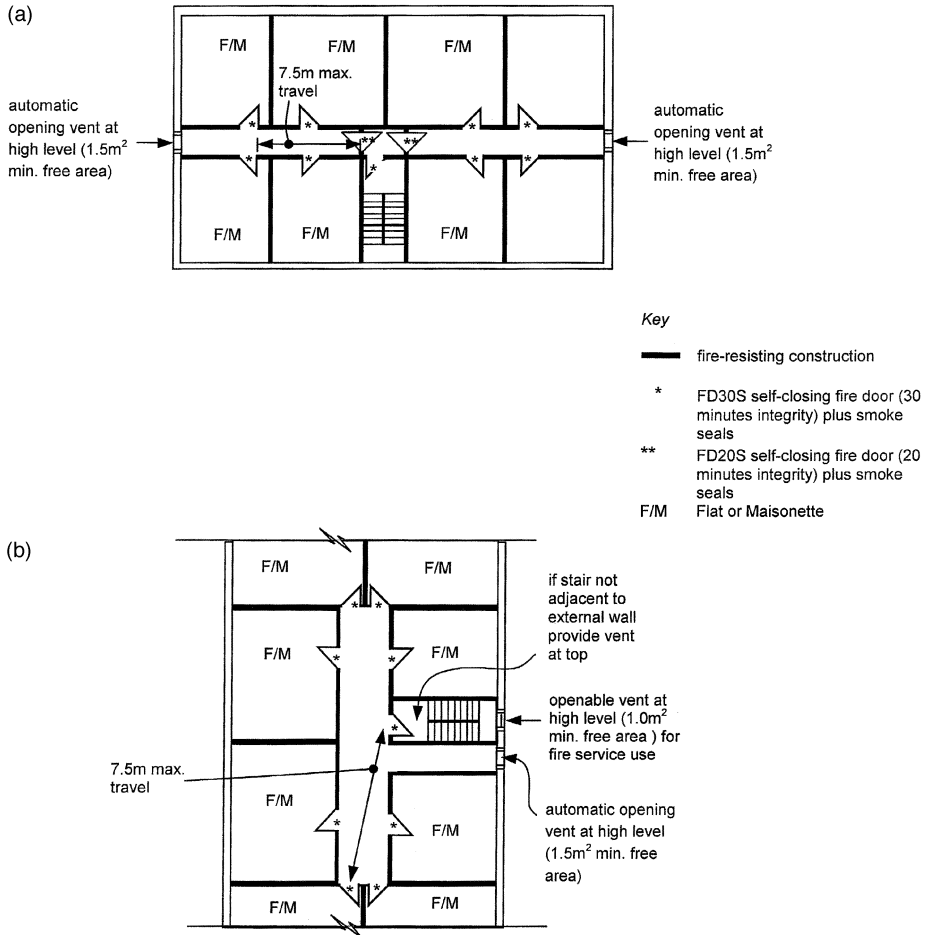 (a)
F/M
F/M
F/M
7.5m max.
travel
automatic
opening vent at
high level (1.5m²
min. free area)
automatic
opening vent at
high level (1.5m²
min. free area)
*
*
*
*
**
**
*
*
*
*
*
F/M
F/M
F/M
Key
fire-resisting construction
*
FD30S self-closing fire door (30
minutes integrity) plus smoke
seals
**
FD20S self-closing fire door (20
minutes integrity) plus smoke
seals
F/M
Flat or Maisonette
(b)
F/M
F/M
if stair not
adjacent to
external wall
provide vent
at top
*
*
F/M
F/M
*
*
openable vent at
high level (1.0m²
min. free area ) for
fire service use
*
7.5m max.
travel
F/M
F/M
*
*
automatic opening
vent at high level
(1.5m² min. free
area)
*
*
F/M
F/M